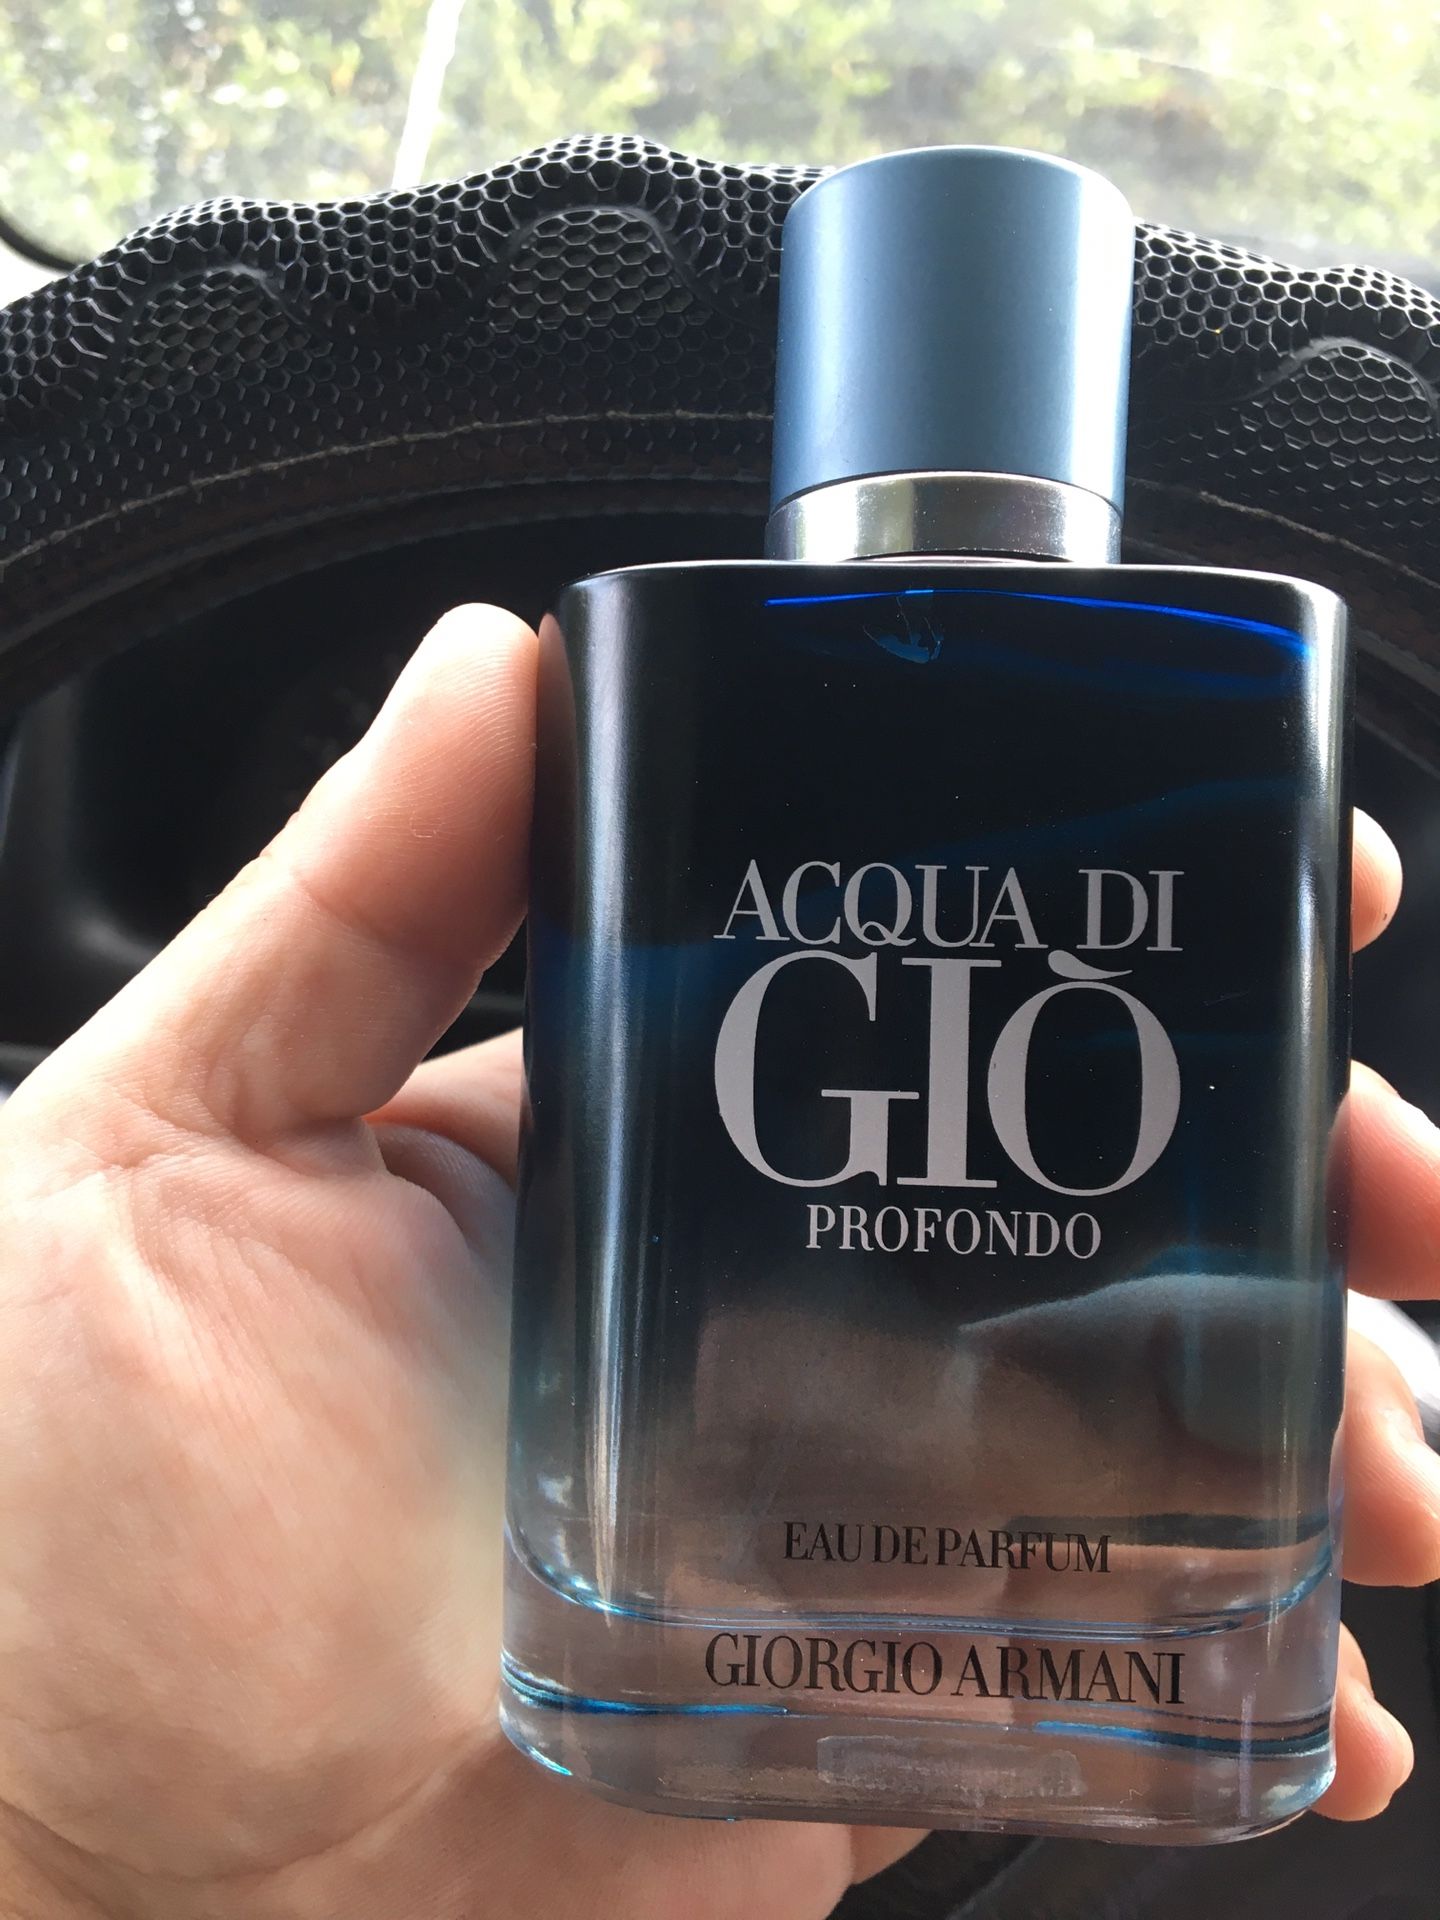 ACQUA DI
GIÒ
PROFONDO
EAU DE PARFUM
GIORGIO ARMANI